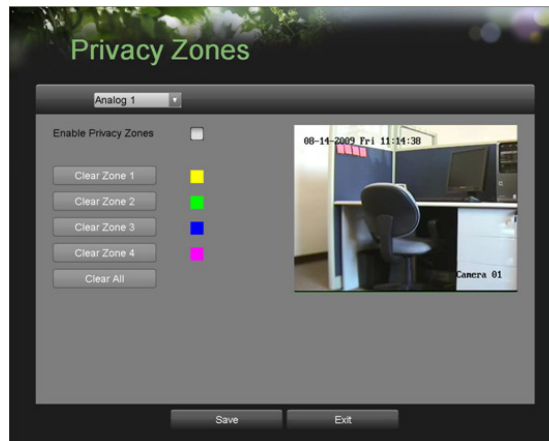 Privacy Zones
Analog 1
Enable Privacy Zones
08-14-2009 Fri 11:14:38
Clear Zone 1
Clear Zone 2
Clear Zone 3
Clear Zone 4
Clear All
Camera 01
Save
Exit